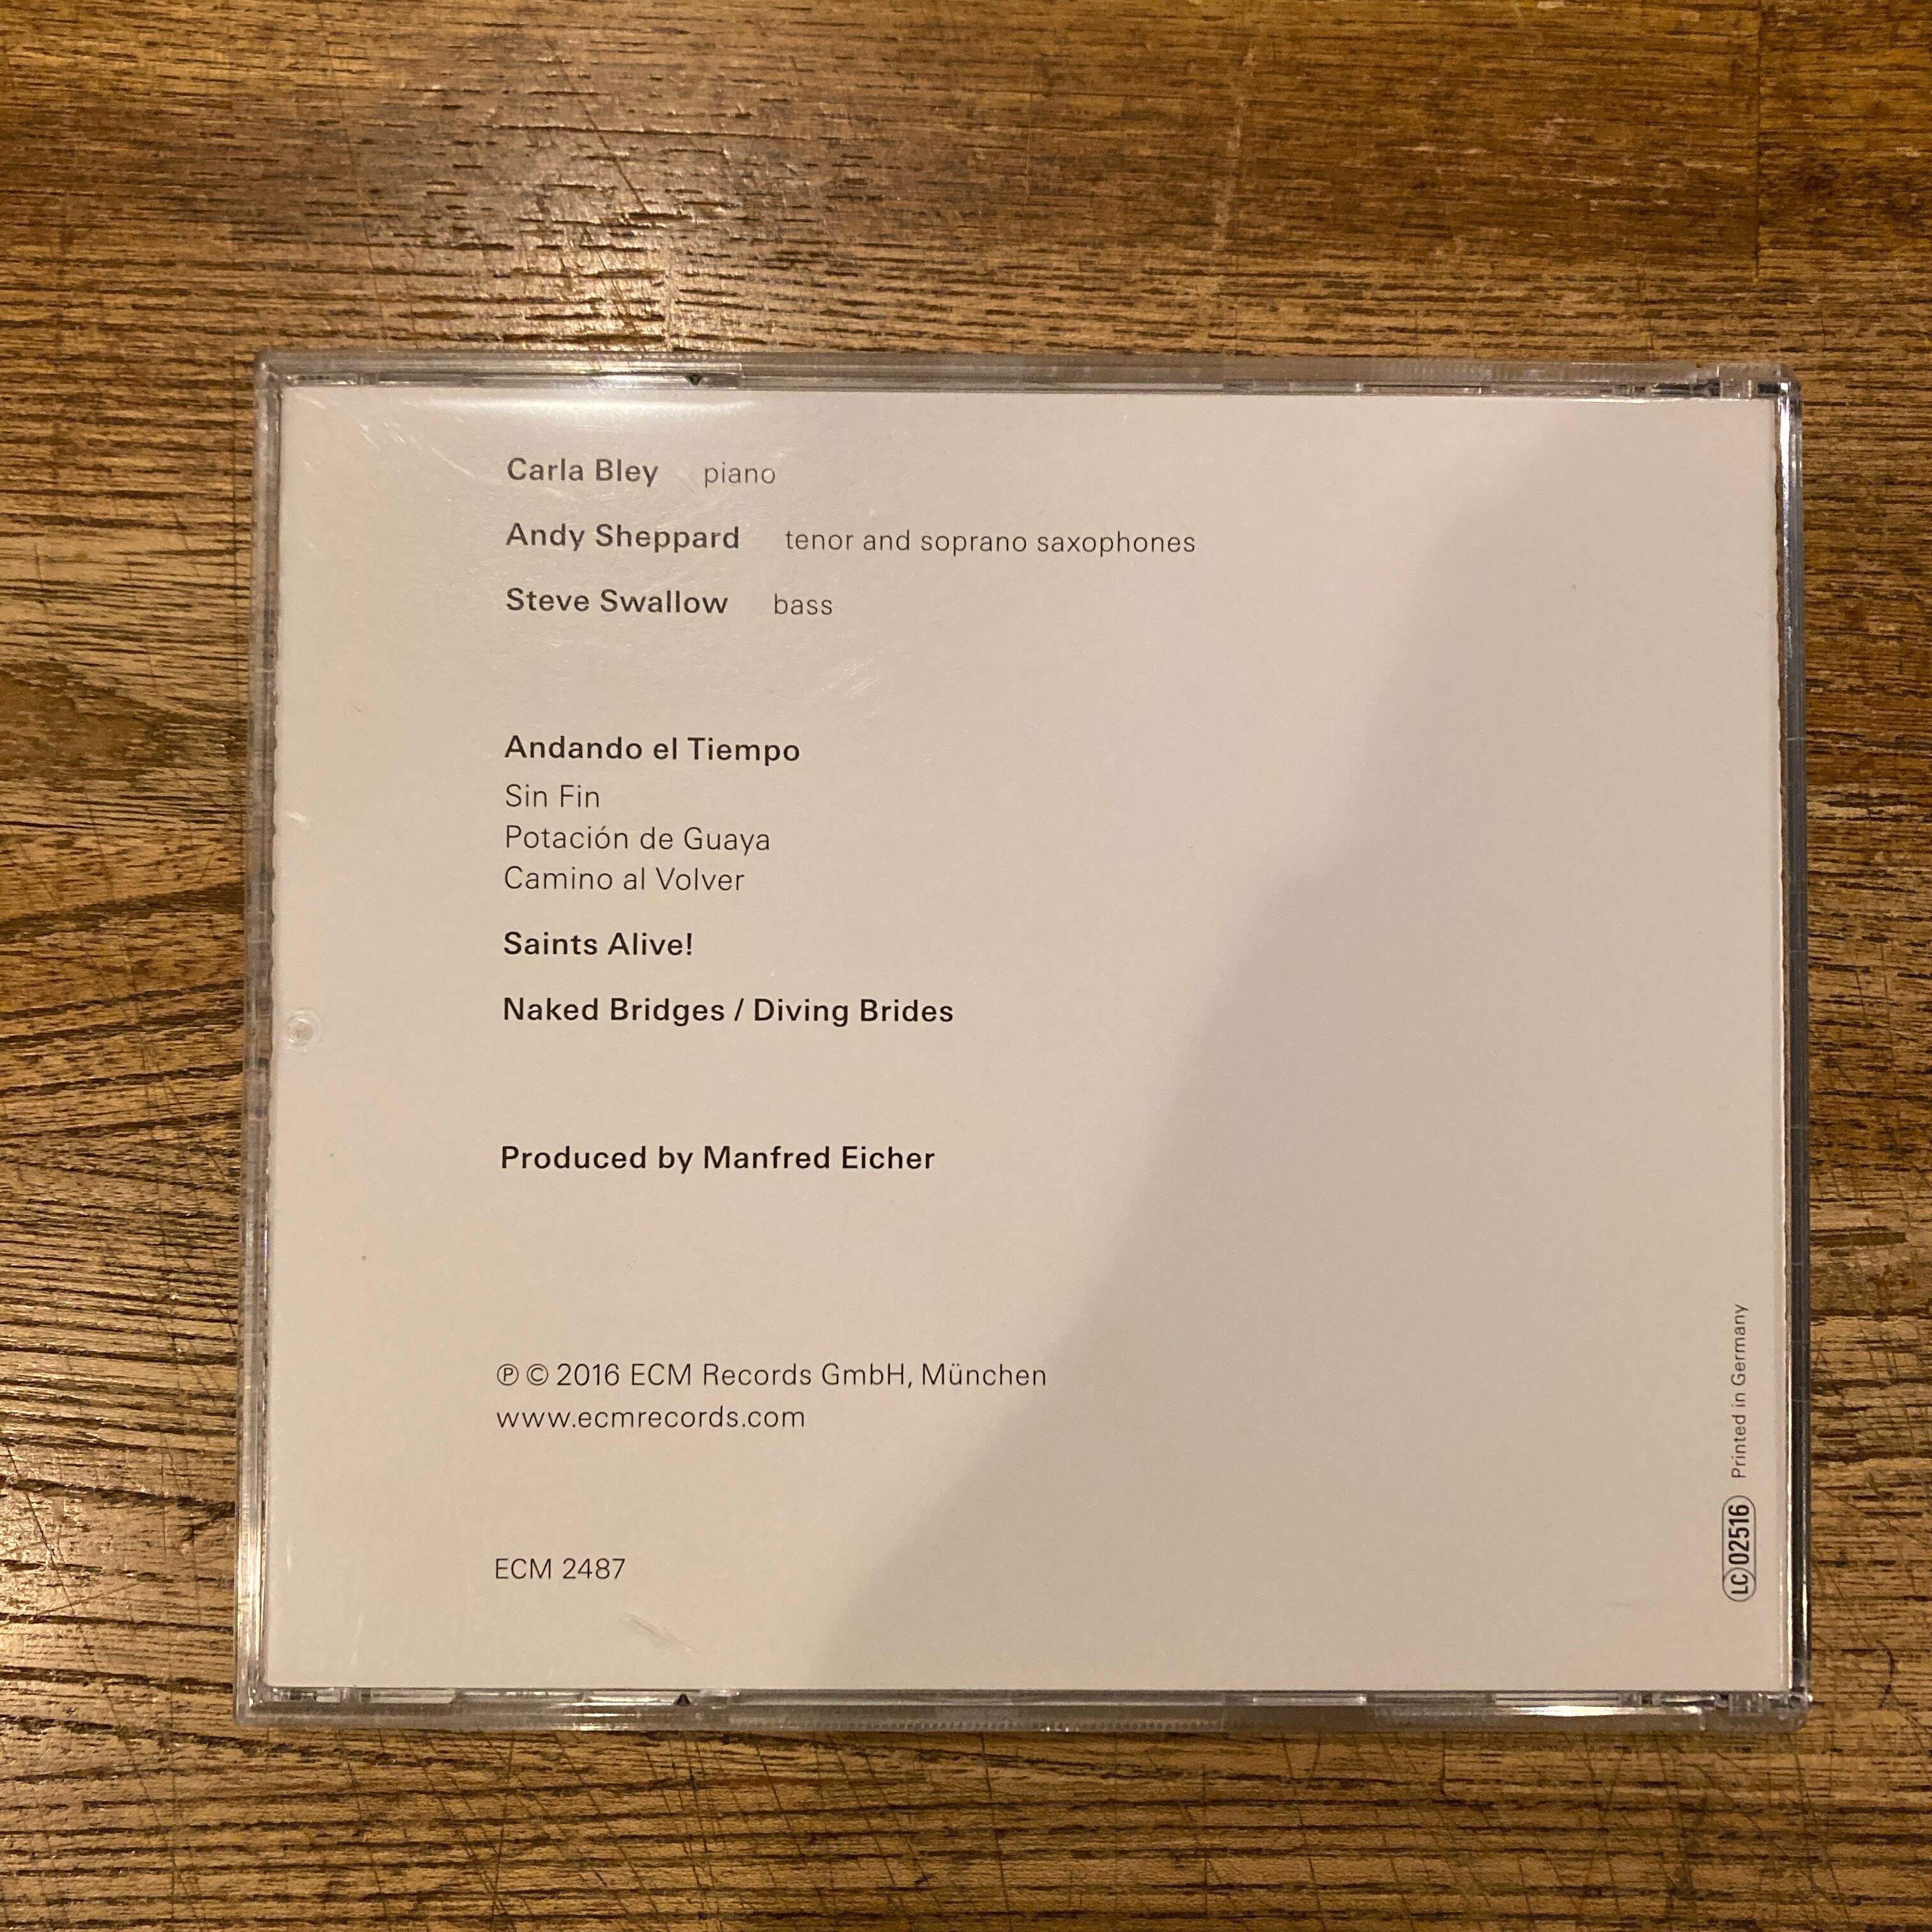 Carla Bley piano
Andy Sheppard tenor and soprano saxophones
Steve Swallow bass
Andando el Tiempo
Sin Fin
Potación de Guaya
Camino al Volver
Saints Alive!
Naked Bridges / Diving Brides
Produced by Manfred Eicher
℗ © 2016 ECM Records GmbH, München
www.ecmrecords.com
ECM 2487
LC 02516 Printed in Germany